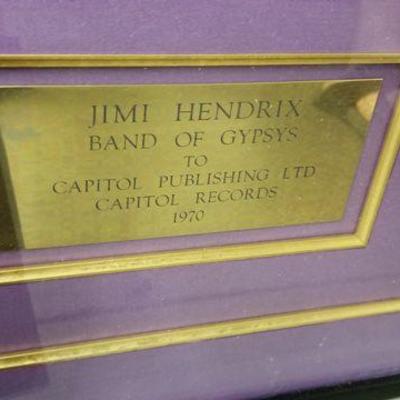 JIMI HENDRIX
BAND OF GYPSYS
TO
CAPITOL PUBLISHING LTD
CAPITOL RECORDS
1970